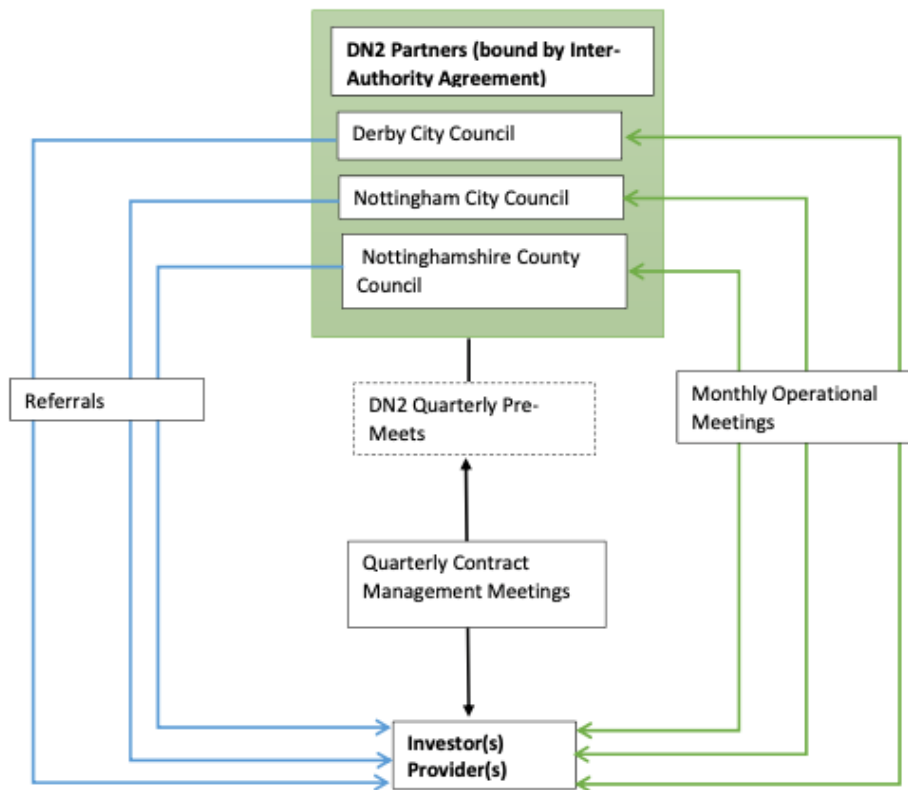 DN2 Partners (bound by Inter-
Authority Agreement)
Derby City Council
Nottingham City Council
Nottinghamshire County
Council
Referrals
DN2 Quarterly Pre-
Meets
Monthly Operational
Meetings
Quarterly Contract
Management Meetings
Investor(s)
Provider(s)